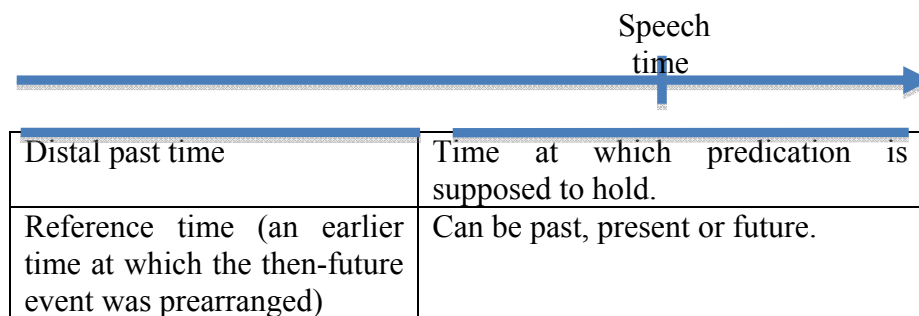 Speech
time
Distal past time
Time at which predication is
supposed to hold.
Reference time (an earlier
time at which the then-future
event was prearranged)
Can be past, present or future.